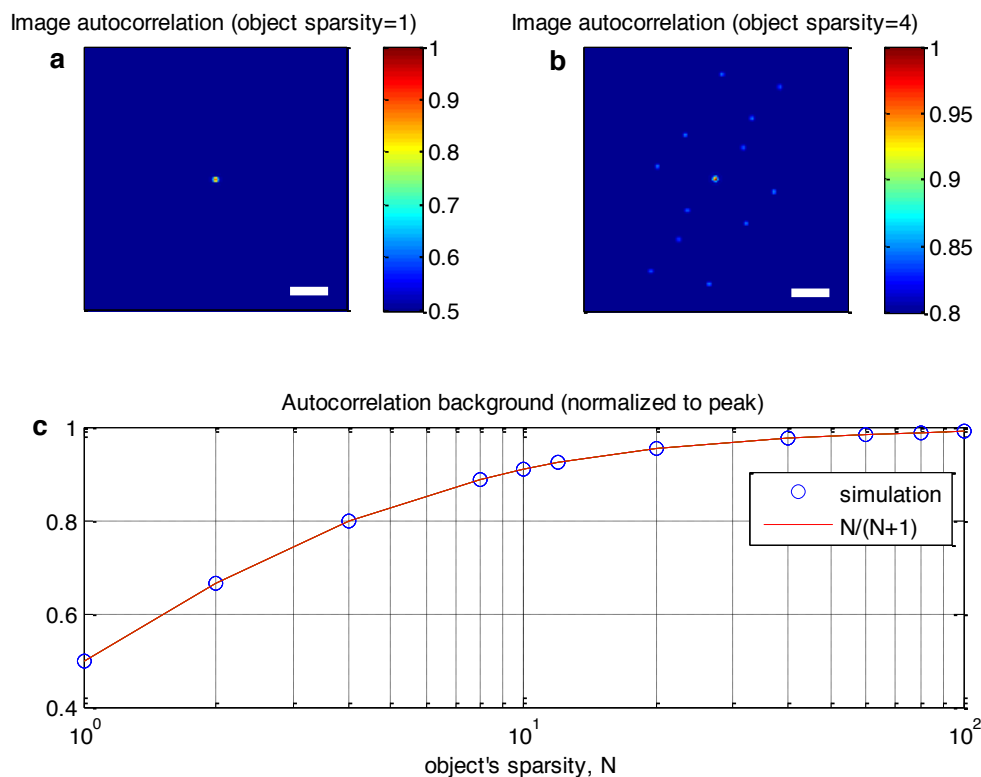 Image autocorrelation (object sparsity=1)
Image autocorrelation (object sparsity=4)
a
1
0.9
0.8
0.7
0.6
0.5
b
1
0.95
0.9
0.85
0.8
Autocorrelation background (normalized to peak)
c
1
0.8
0.6
0.4
simulation
N/(N+1)
10^0
10^1
10^2
object's sparsity, N